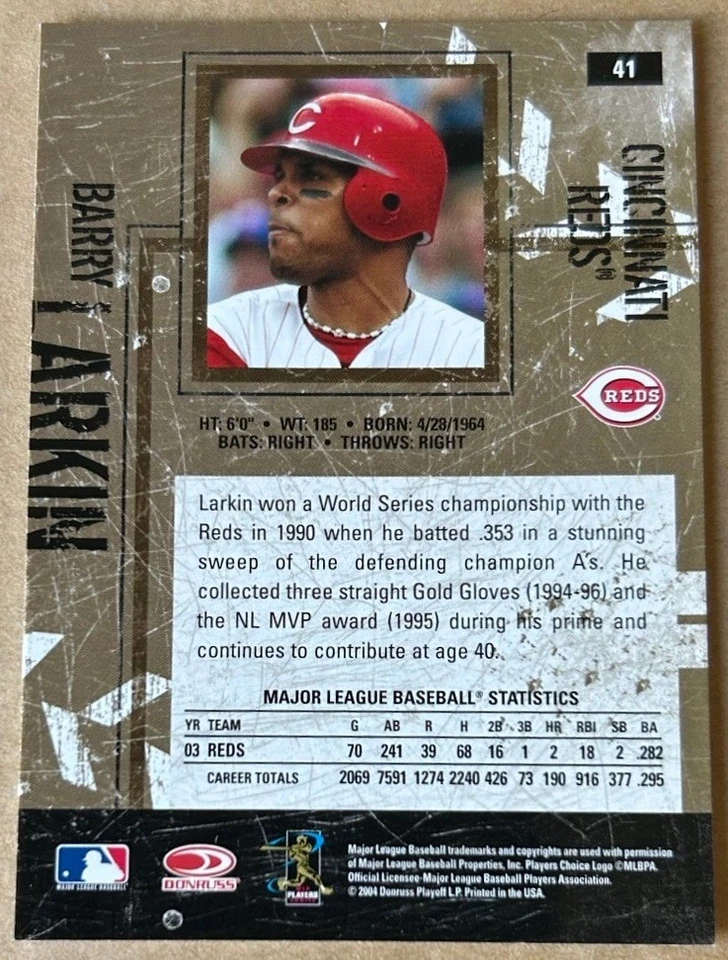 41
CINCINNATI
REDS®
BARRY LARKIN
C
REDS
HT: 6'0" • WT: 185 • BORN: 4/28/1964
BATS: RIGHT • THROWS: RIGHT
Larkin won a World Series championship with the
Reds in 1990 when he batted .353 in a stunning
sweep of the defending champion A's. He
collected three straight Gold Gloves (1994-96) and
the NL MVP award (1995) during his prime and
continues to contribute at age 40.
MAJOR LEAGUE BASEBALL® STATISTICS
YR TEAM G AB R H 2B 3B HR RBI SB BA
03 REDS 70 241 39 68 16 1 2 18 2 .282
CAREER TOTALS 2069 7591 1274 2240 426 73 190 916 377 .295
MAJOR LEAGUE BASEBALL
DONRUSS
PLAYERS
CHOICE
Major League Baseball trademarks and copyrights are used with permission
of Major League Baseball Properties, Inc. Players Choice Logo ©MLBPA.
Official Licensee-Major League Baseball Players Association.
© 2004 Donruss Playoff L.P. Printed in the USA.